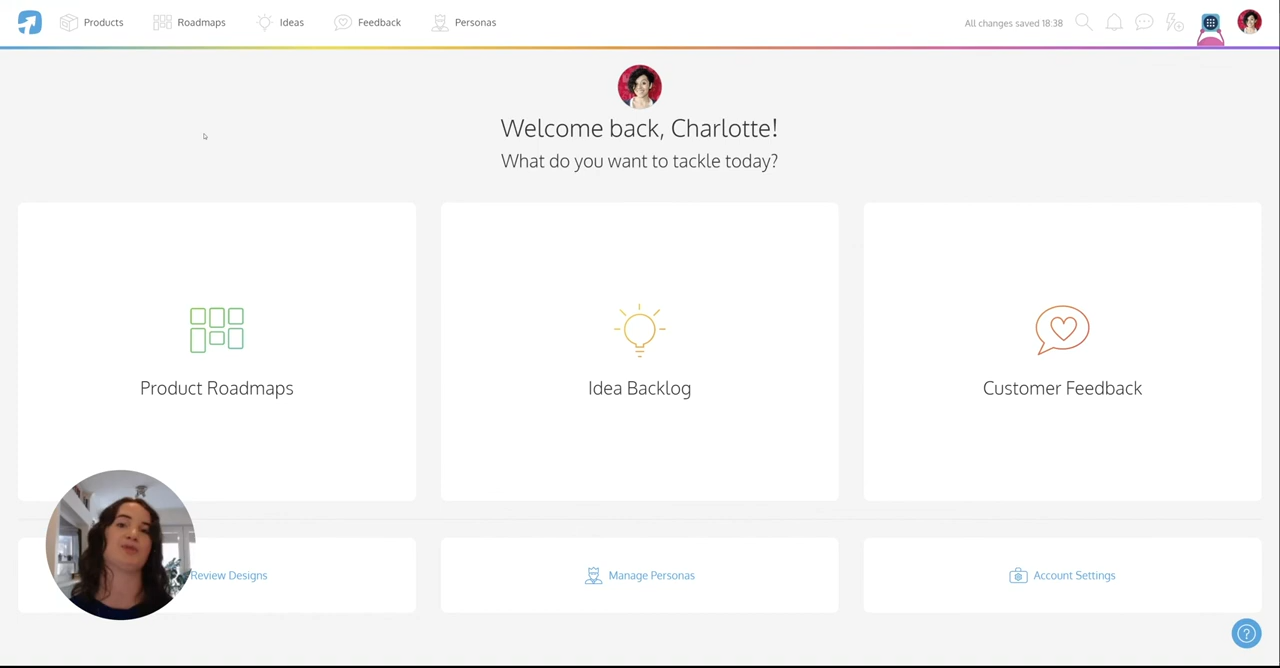 Products
Roadmaps
Ideas
Feedback
Personas
All changes saved 18:38
Welcome back, Charlotte!
What do you want to tackle today?
Product Roadmaps
Idea Backlog
Customer Feedback
Review Designs
Manage Personas
Account Settings
?